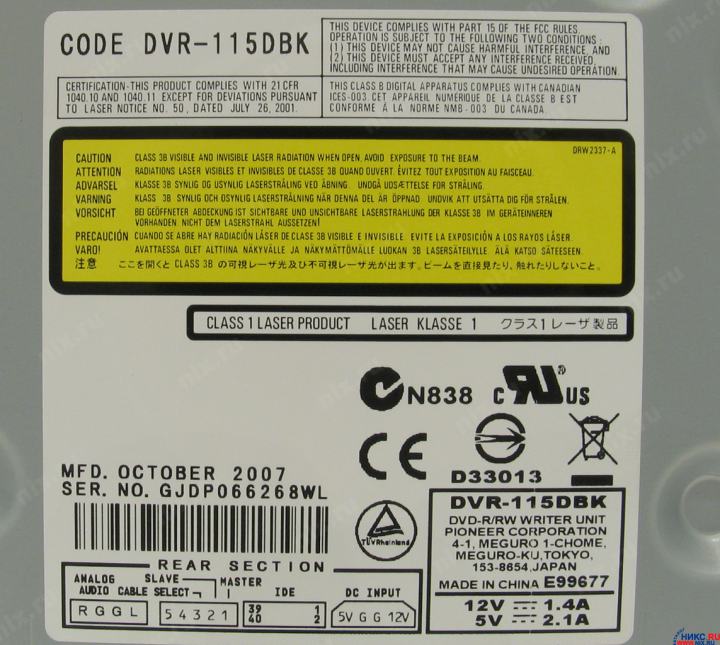 CODE DVR-115DBK
THIS DEVICE COMPLIES WITH PART 15 OF THE FCC RULES.
OPERATION IS SUBJECT TO THE FOLLOWING TWO CONDITIONS :
(1) THIS DEVICE MAY NOT CAUSE HARMFUL INTERFERENCE, AND
(2) THIS DEVICE MUST ACCEPT ANY INTERFERENCE RECEIVED,
INCLUDING INTERFERENCE THAT MAY CAUSE UNDESIRED OPERATION.
CERTIFICATION-THIS PRODUCT COMPLIES WITH 21 CFR
1040.10 AND 1040.11 EXCEPT FOR DEVIATIONS PURSUANT
TO LASER NOTICE NO. 50, DATED JULY 26, 2001.
THIS CLASS B DIGITAL APPARATUS COMPLIES WITH CANADIAN
ICES-003 CET APPAREIL NUMERIQUE DE LA CLASSE B EST
CONFORME À LA NORME NMB-003 DU CANADA.
DRW2337-A
CAUTION CLASS 3B VISIBLE AND INVISIBLE LASER RADIATION WHEN OPEN, AVOID EXPOSURE TO THE BEAM.
ATTENTION RADIATIONS LASER VISIBLES ET INVISIBLES DE CLASSE 3B QUAND OUVERT. ÉVITEZ TOUT EXPOSITION AU FAISCEAU.
ADVARSEL KLASSE 3B SYNLIG OG USYNLIG LASERSTRÅLING VED ÅBNING. UNDGÅ UDSÆTTELSE FOR STRÅLING.
VARNING KLASS 3B SYNLIG OCH OSYNLIG LASERSTRÅLNING NÄR DENNA DEL ÄR ÖPPNAD UNDVIK ATT UTSÄTTA DIG FÖR STRÅLEN.
VORSICHT BEI GEÖFFNETER ABDECKUNG IST SICHTBARE UND UNSICHTBARE LASERSTRAHLUNG DER KLASSE 3B IM GERÄTEINNEREN
VORHANDEN. NICHT DEM LASERSTRAHL AUSSETZEN!
PRECAUCIÓN CUANDO SE ABRE HAY RADIACIÓN LÁSER DE CLASE 3B VISIBLE E INVISIBLE. EVITE LA EXPOSICIÓN A LOS RAYOS LÁSER.
VARO! AVATTAESSA OLET ALTTIINA NÄKYVÄLLE JA NÄKYMÄTTÖMÄLLE LUOKAN 3B LASERSÄTEILYLLE. ÄLÄ KATSO SÄTEESEEN.
注意 ここを開くと CLASS 3B の可視レーザ光及び不可視レーザ光が出ます。ビームを直接見たり、触れたりしないこと。
CLASS 1 LASER PRODUCT LASER KLASSE 1 クラス1レーザ製品
N838
C RU ® US
CE
D33013
MFD. OCTOBER 2007
SER. NO. GJDP066268WL
TÜVRheinland
REAR SECTION
ANALOG AUDIO
CABLE SELECT
SLAVE
MASTER
IDE
DC INPUT
R G G L
5 4 3 2 1
39 1
40 2
5V G G 12V
DVR-115DBK
DVD-R/RW WRITER UNIT
PIONEER CORPORATION
4-1, MEGURO 1-CHOME,
MEGURO-KU,TOKYO,
153-8654,JAPAN
MADE IN CHINA E99677
12V 1.4A
5V 2.1A
НИКС.RU